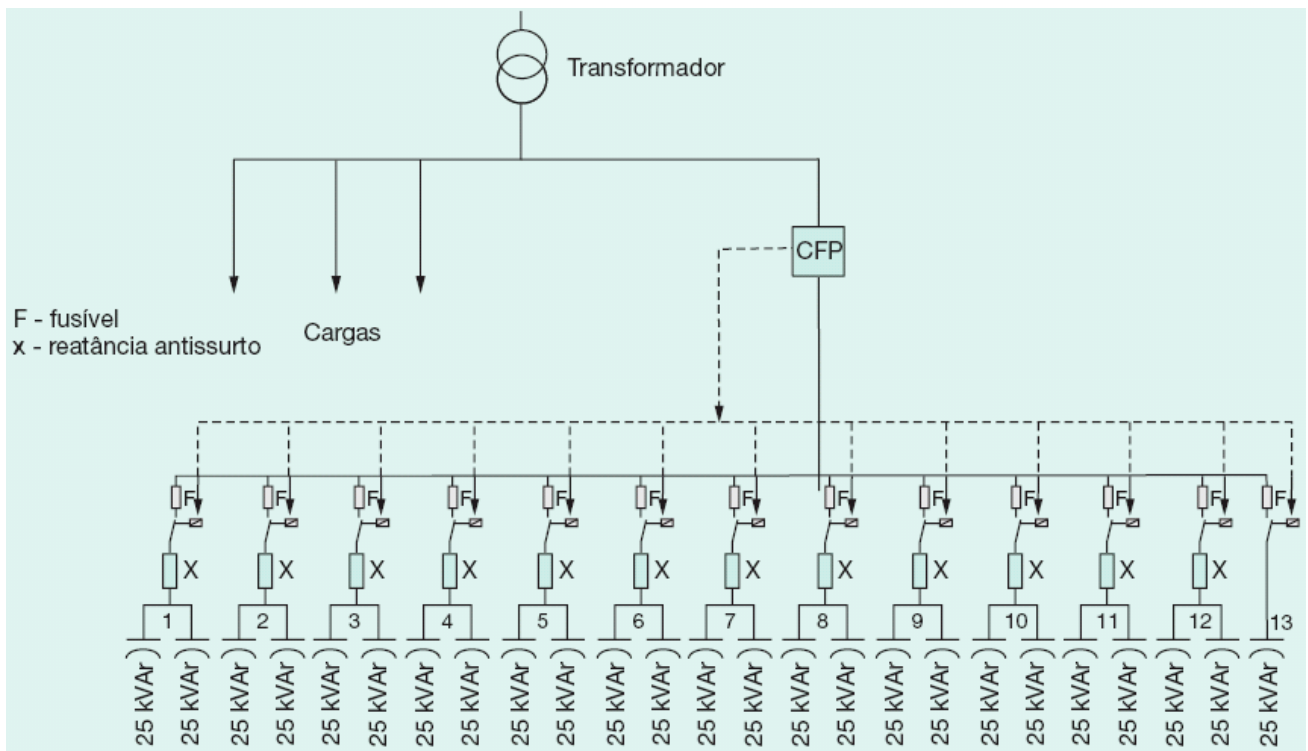 Transformador
CFP
F - fusível
x - reatância antissurto
Cargas
F F F F F F F F F F F F F
X X X X X X X X X X X X
1 2 3 4 5 6 7 8 9 10 11 12 13
25 kVAr 25 kVAr 25 kVAr 25 kVAr 25 kVAr 25 kVAr 25 kVAr 25 kVAr 25 kVAr 25 kVAr 25 kVAr 25 kVAr 25 kVAr 25 kVAr 25 kVAr 25 kVAr 25 kVAr 25 kVAr 25 kVAr 25 kVAr 25 kVAr 25 kVAr 25 kVAr 25 kVAr 25 kVAr